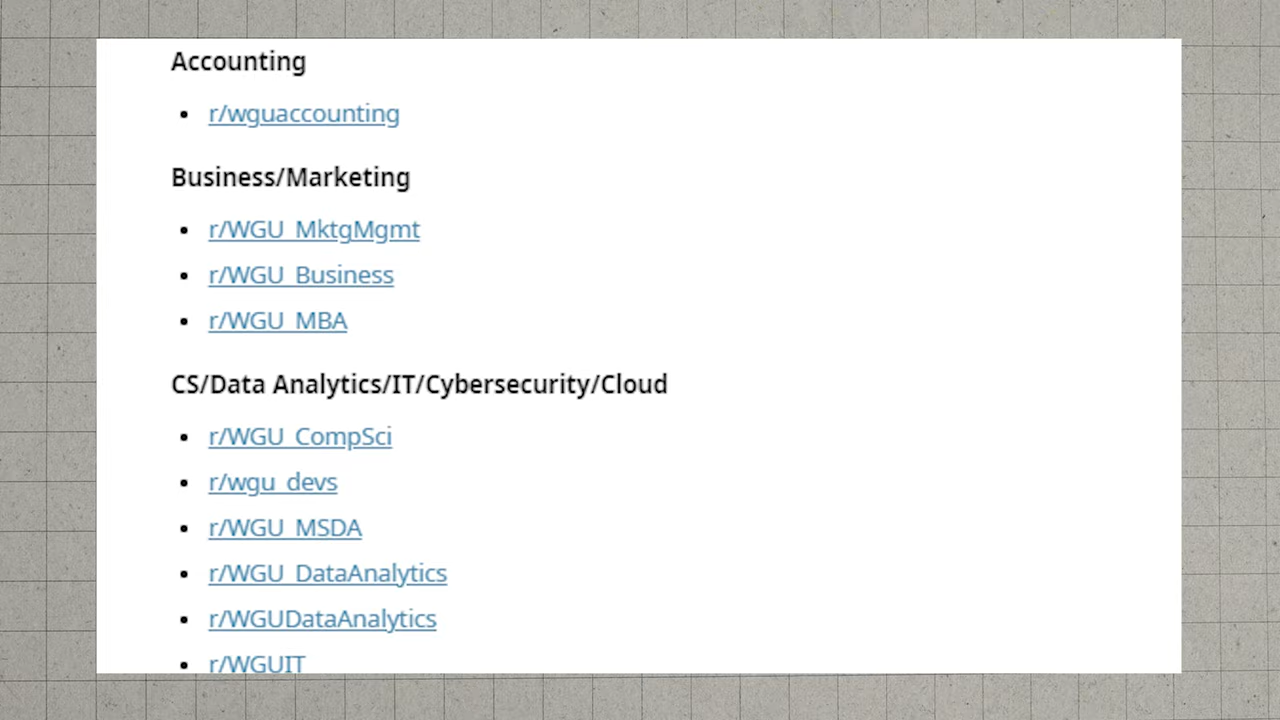 Accounting
r/wguaccounting
Business/Marketing
r/WGU_MktgMgmt
r/WGU_Business
r/WGU_MBA
CS/Data Analytics/IT/Cybersecurity/Cloud
r/WGU_CompSci
r/wgu_devs
r/WGU_MSDA
r/WGU_DataAnalytics
r/WGUDataAnalytics
r/WGUIT